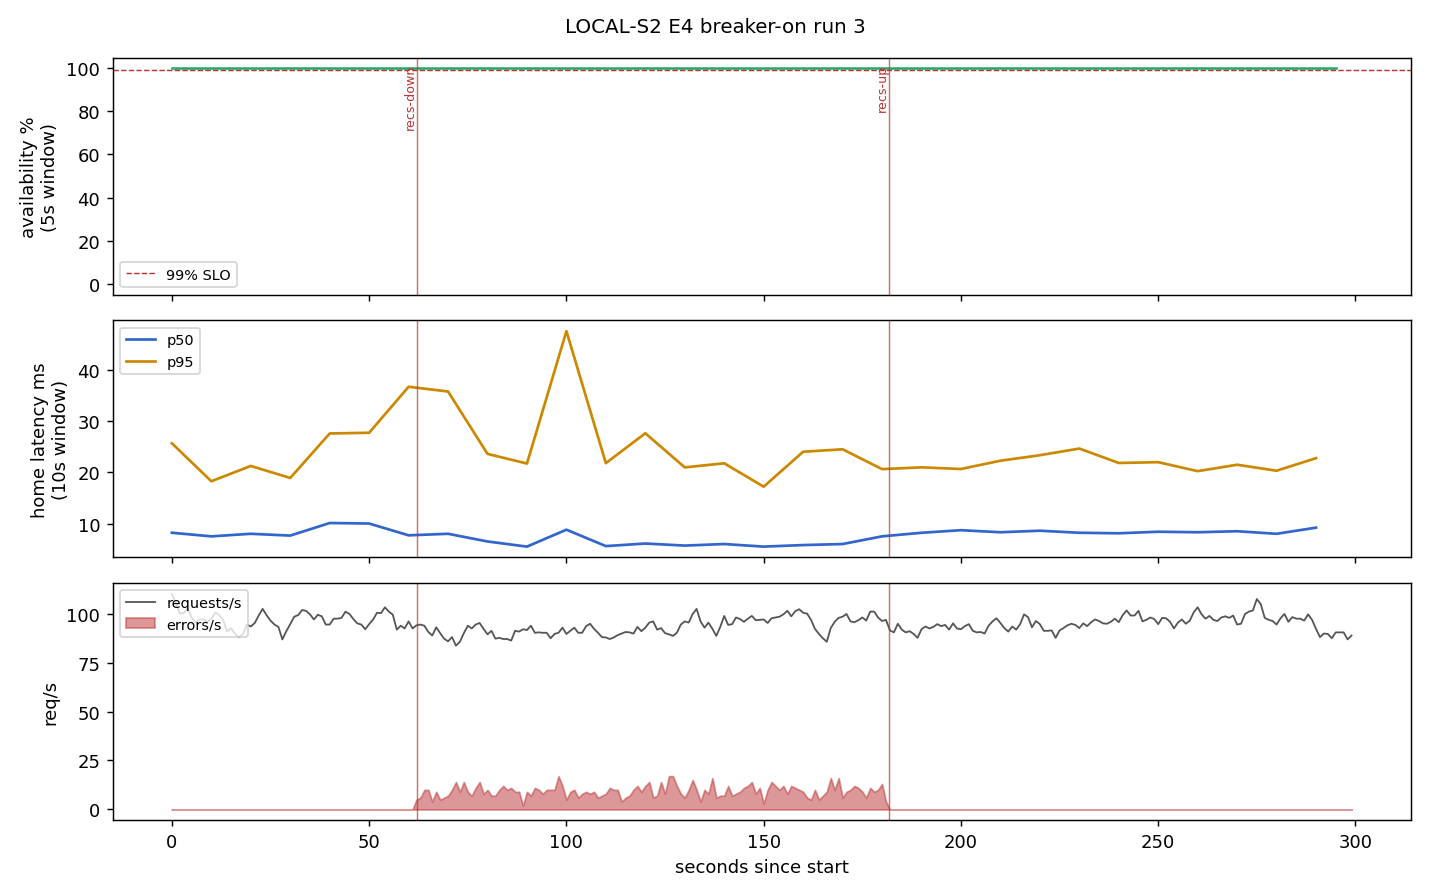 LOCAL-S2 E4 breaker-on run 3
availability %
(5s window)
100
80
60
40
20
0
recs-down
recs-up
99% SLO
home latency ms
(10s window)
40
30
20
10
p50
p95
req/s
100
75
50
25
0
requests/s
errors/s
0
50
100
150
200
250
300
seconds since start